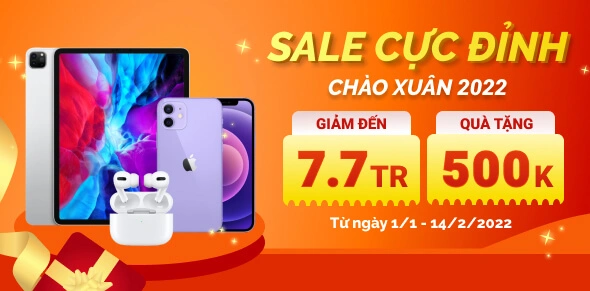 SALE CỰC ĐỈNH
CHÀO XUÂN 2022
GIẢM ĐẾN
7.7TR
QUÀ TẶNG
500K
Từ ngày 1/1 - 14/2/2022